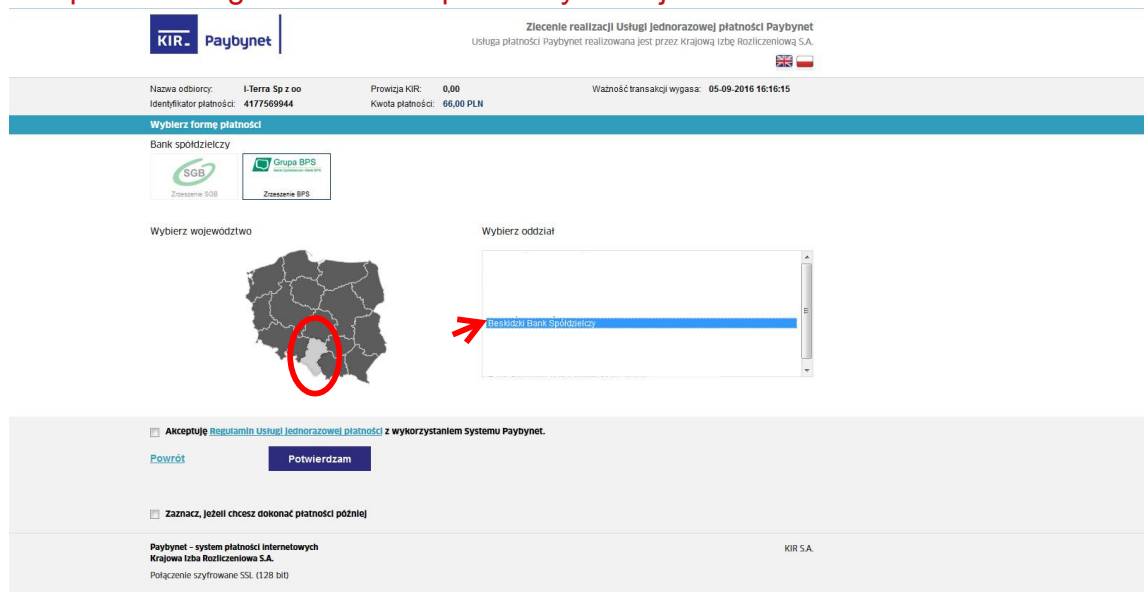 KIR. Paybynet
Zlecenie realizacji Usługi jednorazowej płatności Paybynet
Usługa płatności Paybynet realizowana jest przez Krajową Izbę Rozliczeniową S.A.
Nazwa odbiorcy: I-Terra Sp z oo Prowizja KIR: 0,00 Ważność transakcji wygasa: 05-09-2016 16:16:15
Identyfikator płatności: 4177569944 Kwota płatności: 66,00 PLN
Wybierz formę płatności
Bank spółdzielczy
SGB Grupa BPS
Zrzeszenie SGB Zrzeszenie BPS
Wybierz województwo Wybierz oddział
Beskidzki Bank Spółdzielczy
Akceptuję Regulamin Usługi jednorazowej płatności z wykorzystaniem Systemu Paybynet.
Powrót Potwierdzam
Zaznacz, jeżeli chcesz dokonać płatności później
Paybynet – system płatności internetowych KIR S.A.
Krajowa Izba Rozliczeniowa S.A.
Połączenie szyfrowane SSL (128 bit)